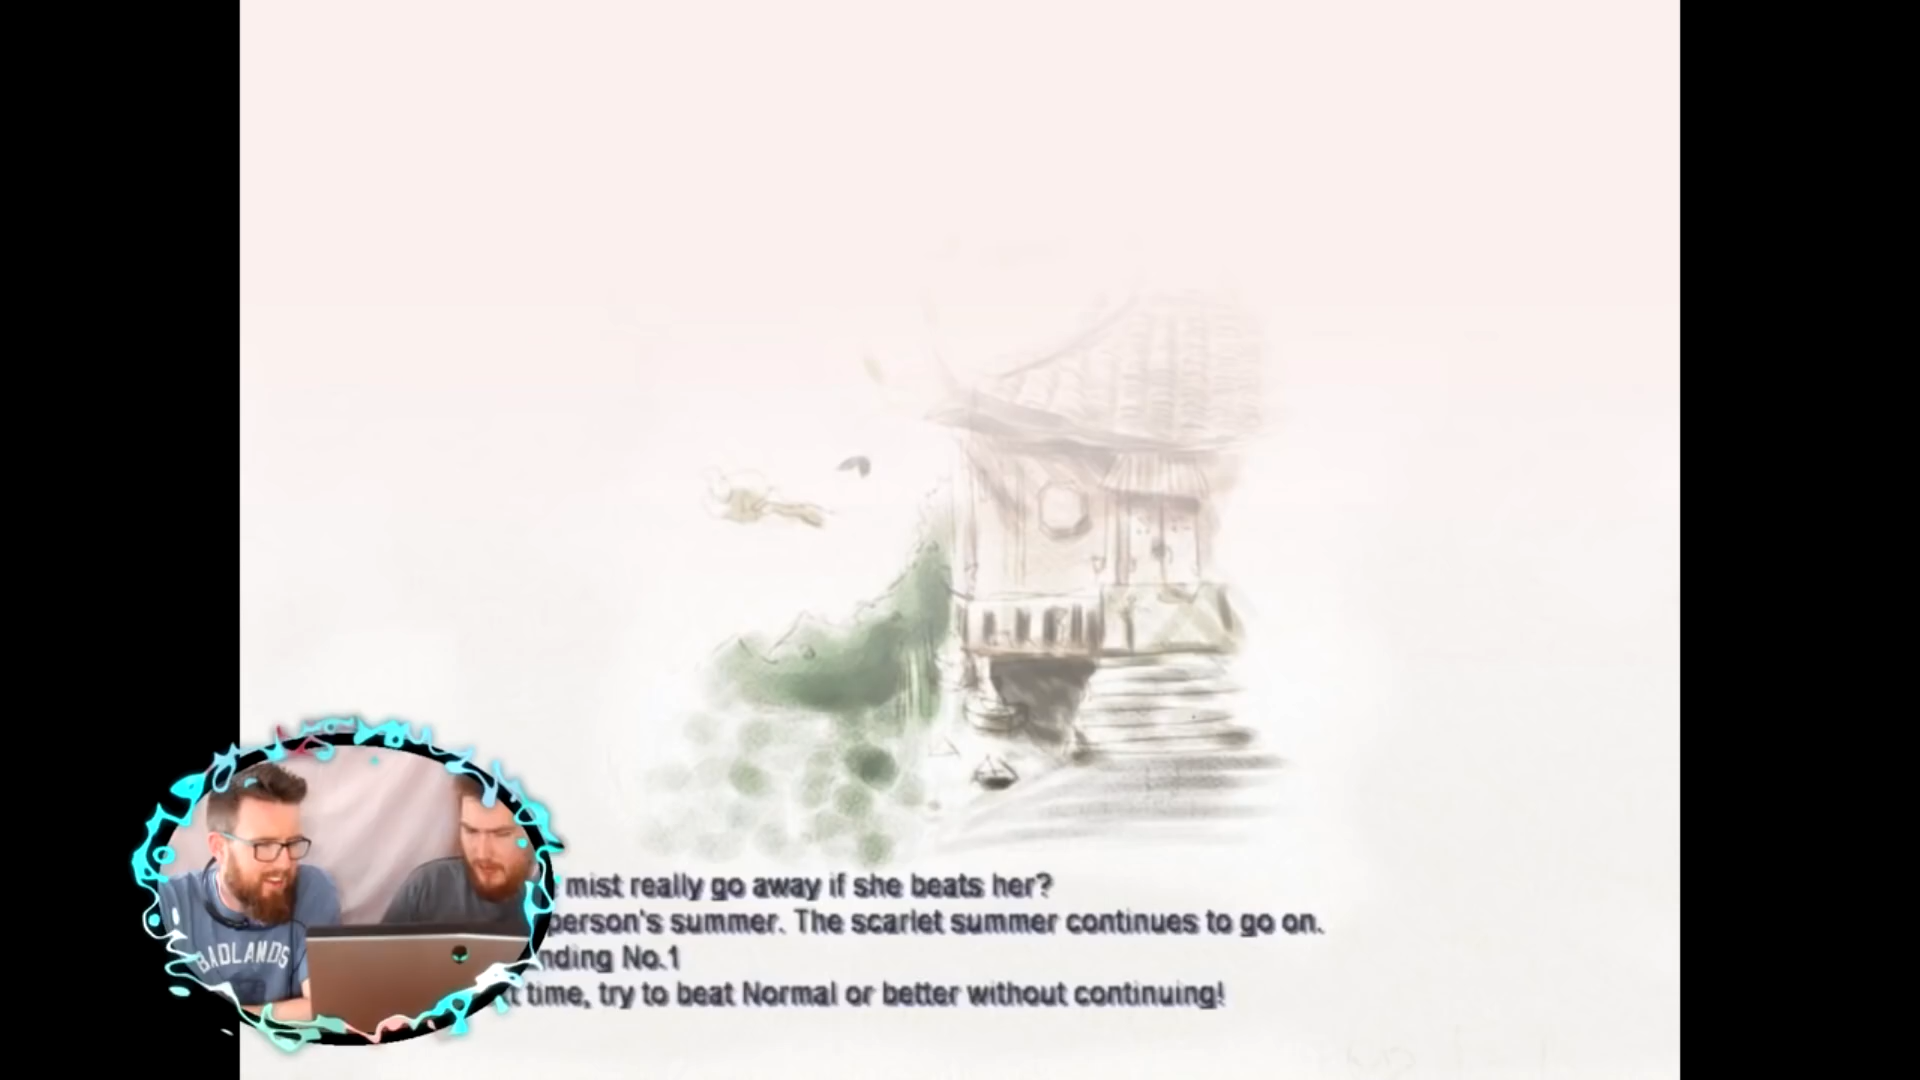 mist really go away if she beats her?
person's summer. The scarlet summer continues to go on.
nding No.1
time, try to beat Normal or better without continuing!
BADLANDS